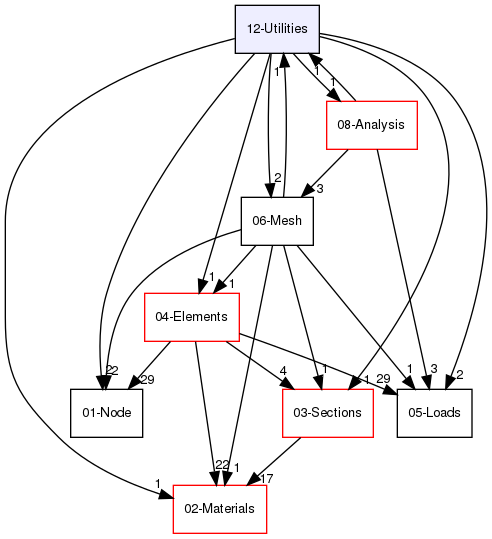 12-Utilities
1
1
1
08-Analysis
2
3
06-Mesh
1
1
04-Elements
22
29
4
1
29
1
1
3
2
01-Node
03-Sections
05-Loads
1
22
1
17
02-Materials